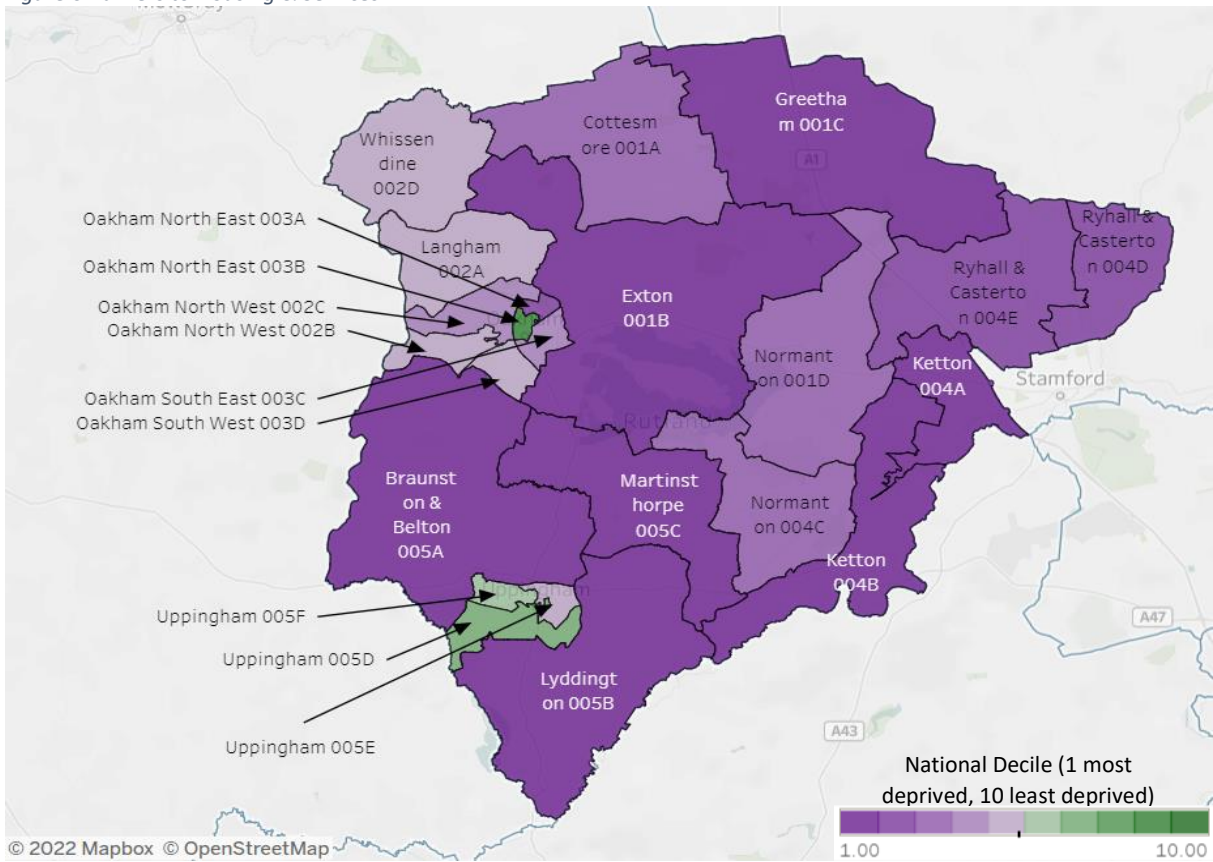 Whissen
dine
002D
Cottesm
ore 001A
Greetha
m 001C
A1
Oakham North East 003A
Langham
002A
Ryhall &
Casterto
n 004D
Oakham North East 003B
Ryhall &
Casterto
n 004E
Oakham North West 002C
Oakham North West 002B
Exton
001B
Normant
on 001D
Ketton
004A
Stamford
Oakham South East 003C
Oakham South West 003D
Rutland
Braunst
on &
Belton
005A
Martinst
horpe
005C
Normant
on 004C
Ketton
004B
Uppingham
Uppingham 005F
A47
Uppingham 005D
Lyddingt
on 005B
Uppingham 005E
A43
National Decile (1 most
deprived, 10 least deprived)
1.00 10.00
© 2022 Mapbox © OpenStreetMap